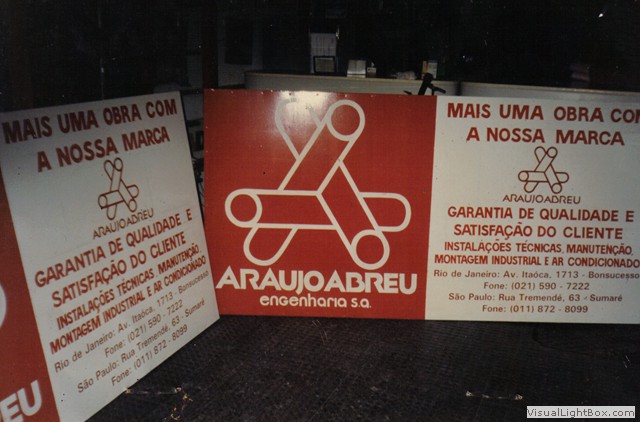 MAIS UMA OBRA COM
A NOSSA MARCA
ARAUJOABREU
GARANTIA DE QUALIDADE E
SATISFAÇÃO DO CLIENTE
INSTALAÇÕES TÉCNICAS, MANUTENÇÃO,
MONTAGEM INDUSTRIAL E AR CONDICIONADO
Rio de Janeiro: Av. Itaóca, 1713 - Bonsucesso
Fone: (021) 590 - 7222
São Paulo: Rua Tremendé, 63 - Sumaré
Fone: (011) 872 - 8099
EU
ARAUJOABREU
engenharia s.a.
MAIS UMA OBRA COM
A NOSSA MARCA
ARAUJOABREU
GARANTIA DE QUALIDADE E
SATISFAÇÃO DO CLIENTE
INSTALAÇÕES TÉCNICAS, MANUTENÇÃO,
MONTAGEM INDUSTRIAL E AR CONDICIONADO
Rio de Janeiro: Av. Itaóca, 1713 - Bonsucesso
Fone: (021) 590 - 7222
São Paulo: Rua Tremendé, 63 - Sumaré
Fone: (011) 872 - 8099
VisualLightBox.com